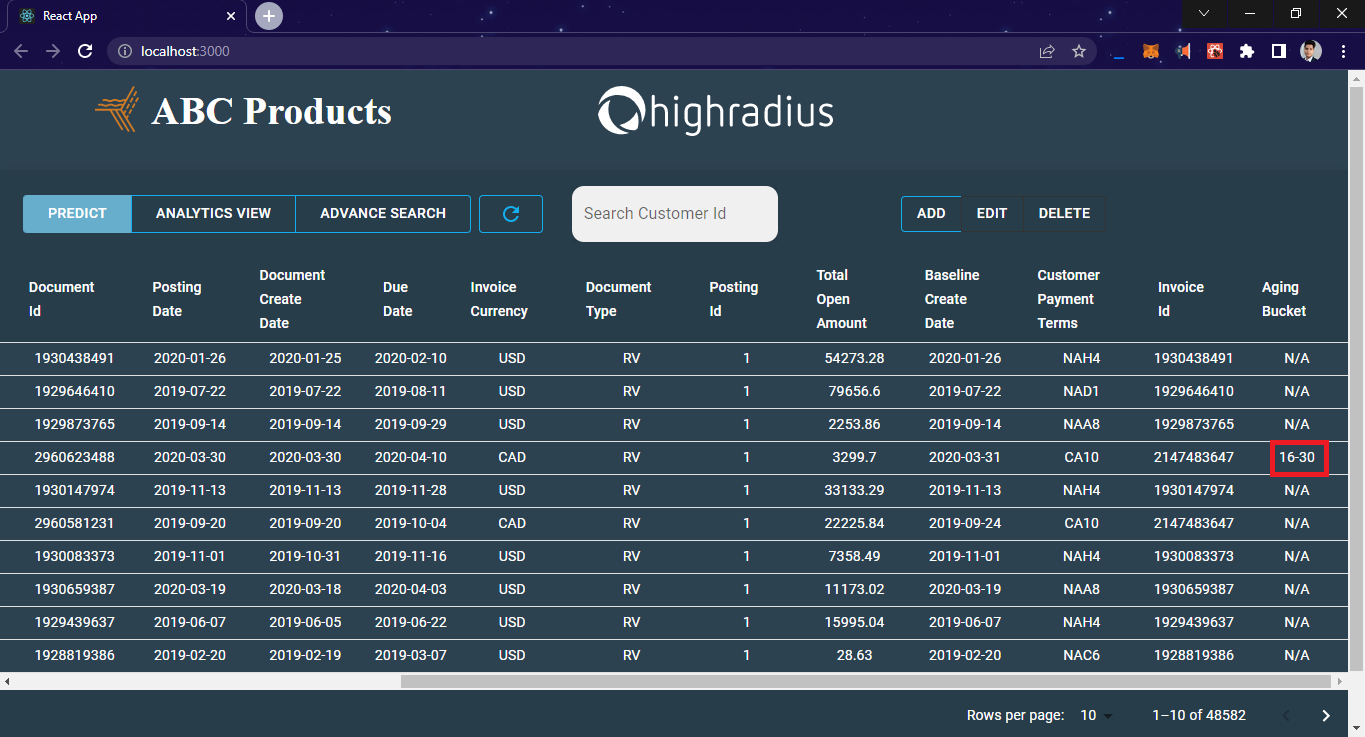 React App
localhost:3000
ABC Products
highradius
PREDICT ANALYTICS VIEW ADVANCE SEARCH Search Customer Id ADD EDIT DELETE
Document Id Posting Date Document Create Date Due Date Invoice Currency Document Type Posting Id Total Open Amount Baseline Create Date Customer Payment Terms Invoice Id Aging Bucket
1930438491 2020-01-26 2020-01-25 2020-02-10 USD RV 1 54273.28 2020-01-26 NAH4 1930438491 N/A
1929646410 2019-07-22 2019-07-22 2019-08-11 USD RV 1 79656.6 2019-07-22 NAD1 1929646410 N/A
1929873765 2019-09-14 2019-09-14 2019-09-29 USD RV 1 2253.86 2019-09-14 NAA8 1929873765 N/A
2960623488 2020-03-30 2020-03-30 2020-04-10 CAD RV 1 3299.7 2020-03-31 CA10 2147483647 16-30
1930147974 2019-11-13 2019-11-13 2019-11-28 USD RV 1 33133.29 2019-11-13 NAH4 1930147974 N/A
2960581231 2019-09-20 2019-09-20 2019-10-04 CAD RV 1 22225.84 2019-09-24 CA10 2147483647 N/A
1930083373 2019-11-01 2019-10-31 2019-11-16 USD RV 1 7358.49 2019-11-01 NAH4 1930083373 N/A
1930659387 2020-03-19 2020-03-18 2020-04-03 USD RV 1 11173.02 2020-03-19 NAA8 1930659387 N/A
1929439637 2019-06-07 2019-06-05 2019-06-22 USD RV 1 15995.04 2019-06-07 NAH4 1929439637 N/A
1928819386 2019-02-20 2019-02-19 2019-03-07 USD RV 1 28.63 2019-02-20 NAC6 1928819386 N/A
Rows per page: 10 1–10 of 48582